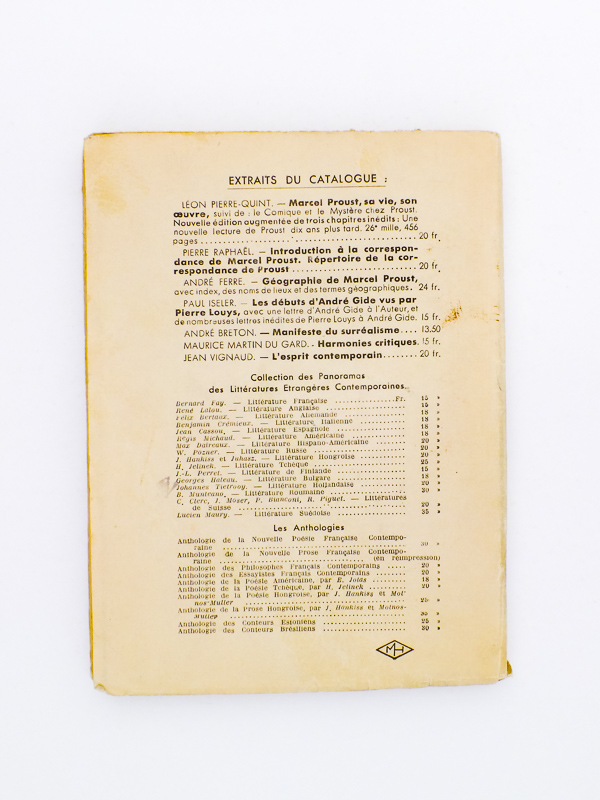 EXTRAITS DU CATALOGUE :
LÉON PIERRE-QUINT. — Marcel Proust, sa vie, son
œuvre, suivi de : le Comique et le Mystère chez Proust.
Nouvelle édition augmentée de trois chapitres inédits : Une
nouvelle lecture de Proust dix ans plus tard. 26e mille, 456
pages ........................................ 20 fr.
PIERRE RAPHAËL. — Introduction à la correspon-
dance de Marcel Proust. Répertoire de la cor-
respondance de Proust ........................ 20 fr.
ANDRÉ FERRE. — Géographie de Marcel Proust,
avec index, des noms de lieux et des termes géographiques. 24 fr.
PAUL ISELER. — Les débuts d'André Gide vus par
Pierre Louys, avec une lettre d'André Gide à l'Auteur, et
de nombreuses lettres inédites de Pierre Louys à André Gide. 15 fr.
ANDRÉ BRETON. — Manifeste du surréalisme.... 13.50
MAURICE MARTIN DU GARD. - Harmonies critiques. 15 fr.
JEAN VIGNAUD. — L'esprit contemporain........ 20 fr.
Collection des Panoramas
des Littératures Etrangères Contemporaines.
Bernard Fay. — Littérature Française ..............Fr. 15 »
René Lalou. — Littérature Anglaise .............. 15 »
Félix Bertaux. — Littérature Allemande .............. 18 »
Benjamin Crémieux. — Littérature Italienne .............. 18 »
Jean Cassou. — Littérature Espagnole .............. 18 »
Régis Michaud. — Littérature Américaine .............. 18 »
Max Daireaux. — Littérature Hispano-Américaine .............. 20 »
W. Pozner. — Littérature Russe .............. 20 »
J. Hankiss et Juhasz. — Littérature Hongroise .............. 20 »
H. Jelinek. — Littérature Tchèque .............. 25 »
J.-L. Perret. — Littérature de Finlande .............. 15 »
Georges Hateau. — Littérature Bulgare .............. 18 »
Johannes Tielrooy. — Littérature Hollandaise .............. 20 »
B. Munteano. — Littérature Roumaine .............. 30 »
C. Clerc, J. Moser, P. Bianconi, R. Piguet. — Littératures
de Suisse .............. 20 »
Lucien Maury. — Littérature Suédoise .............. 35 »
Les Anthologies
Anthologie de la Nouvelle Poésie Française Contempo-
raine .............. 30 »
Anthologie de la Nouvelle Prose Française Contempo-
raine .............. (en réimpression)
Anthologie des Philosophes Français Contemporains ..... 20 »
Anthologie des Essayistes Français Contemporains .......... 20 »
Anthologie de la Poésie Américaine, par E. Jolas .......... 18 »
Anthologie de la Poésie Tchèque, par H. Jelinek .......... 20 »
Anthologie de la Poésie Hongroise, par J. Hankiss et Mol-
nos-Muller .............. 25 »
Anthologie de la Prose Hongroise, par J. Hankiss et Molnos-
Muller ..............
Anthologie des Conteurs Estoniens .............. 25 »
Anthologie des Conteurs Brésiliens .............. 30 »
MH